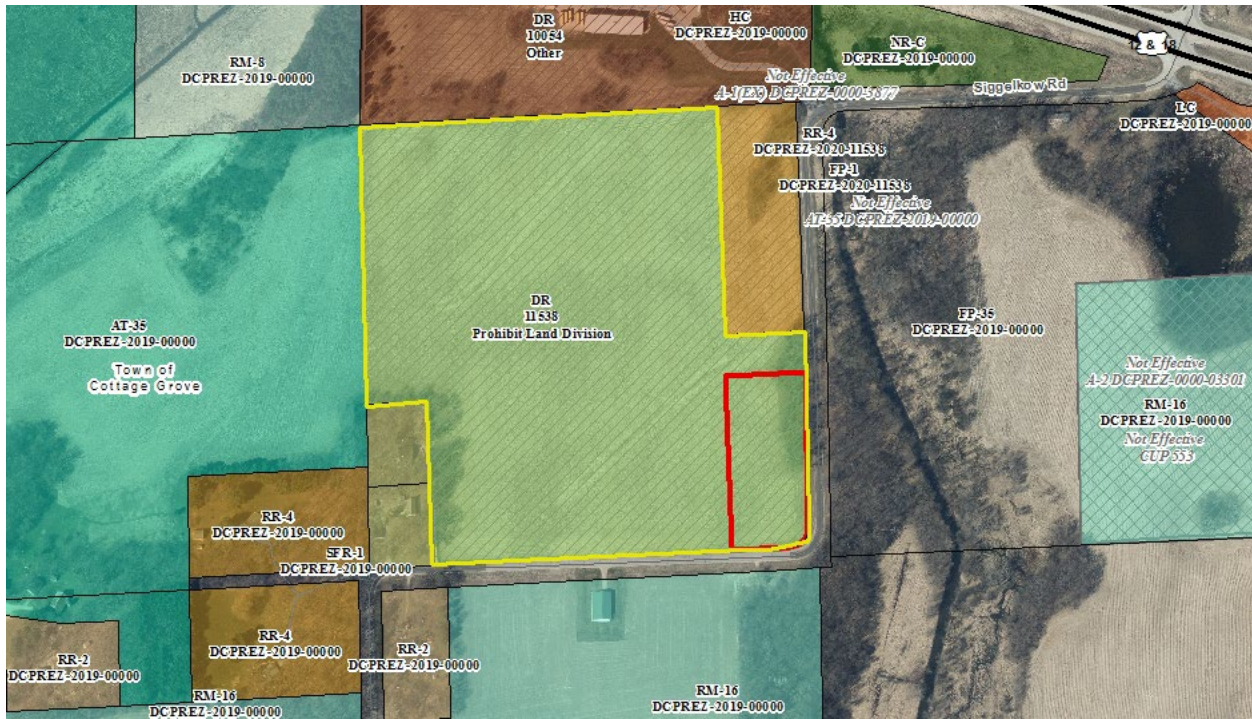 DR
10054
Other
HC
DCPREZ-2019-00000
NR-C
DCPREZ-2019-00000
12 & 18
RM-8
DCPREZ-2019-00000
Not Effective
A-1(EX) DCPREZ-0000-5877
Siggelkow Rd
LC
DCPREZ-2019-00000
RR-4
DCPREZ-2020-11538
FP-1
DCPREZ-2020-11538
Not Effective
AT-35 DCPREZ-2019-00000
DR
11538
Prohibit Land Division
AT-35
DCPREZ-2019-00000
Town of
Cottage Grove
FP-35
DCPREZ-2019-00000
Not Effective
A-2 DCPREZ-0000-03301
RM-16
DCPREZ-2019-00000
Not Effective
CUP 553
RR-4
DCPREZ-2019-00000
SFR-1
DCPREZ-2019-00000
RR-4
DCPREZ-2019-00000
RR-2
DCPREZ-2019-00000
RR-2
DCPREZ-2019-00000
RM-16
DCPREZ-2019-00000
RM-16
DCPREZ-2019-00000